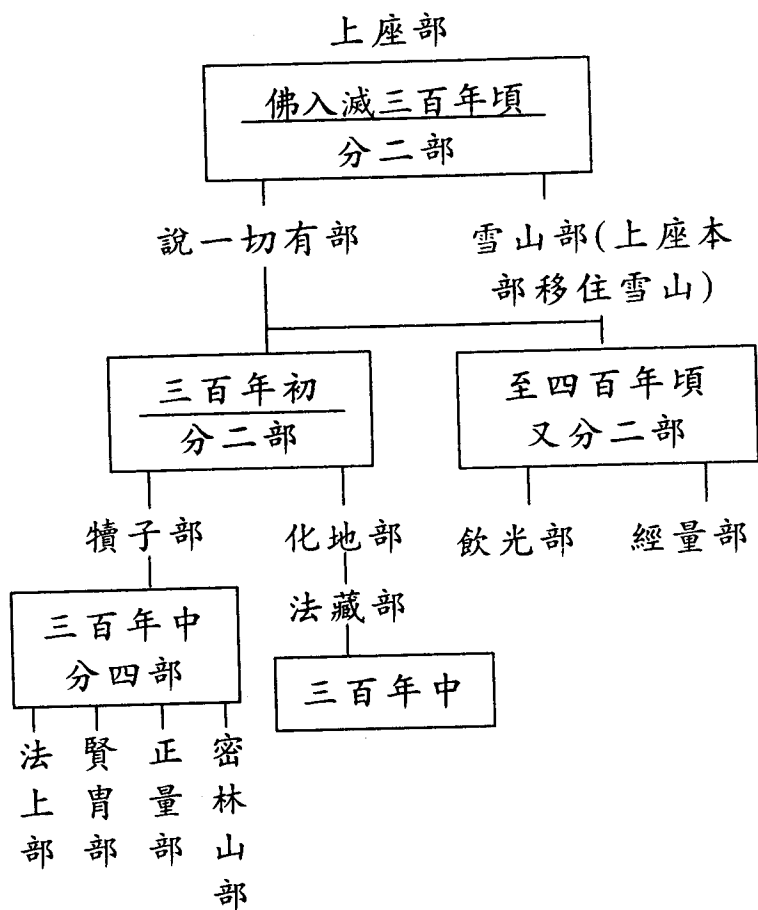 上座部
佛入滅三百年頃
分二部
說一切有部
雪山部(上座本
部移住雪山)
三百年初
分二部
至四百年頃
又分二部
犢子部
化地部
飲光部
經量部
三百年中
分四部
法藏部
三百年中
法上部
賢胄部
正量部
密林山部